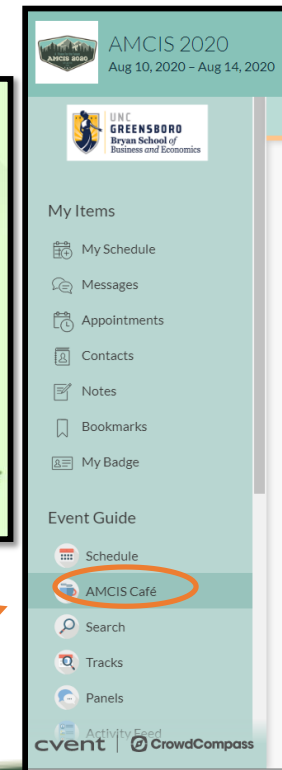 AMCIS 2020
AMCIS 2020
Aug 10, 2020 – Aug 14, 2020
UNC
GREENSBORO
Bryan School of
Business and Economics
My Items
My Schedule
Messages
Appointments
Contacts
Notes
Bookmarks
My Badge
Event Guide
Schedule
AMCIS Café
Search
Tracks
Panels
Activity Feed
cvent | CrowdCompass